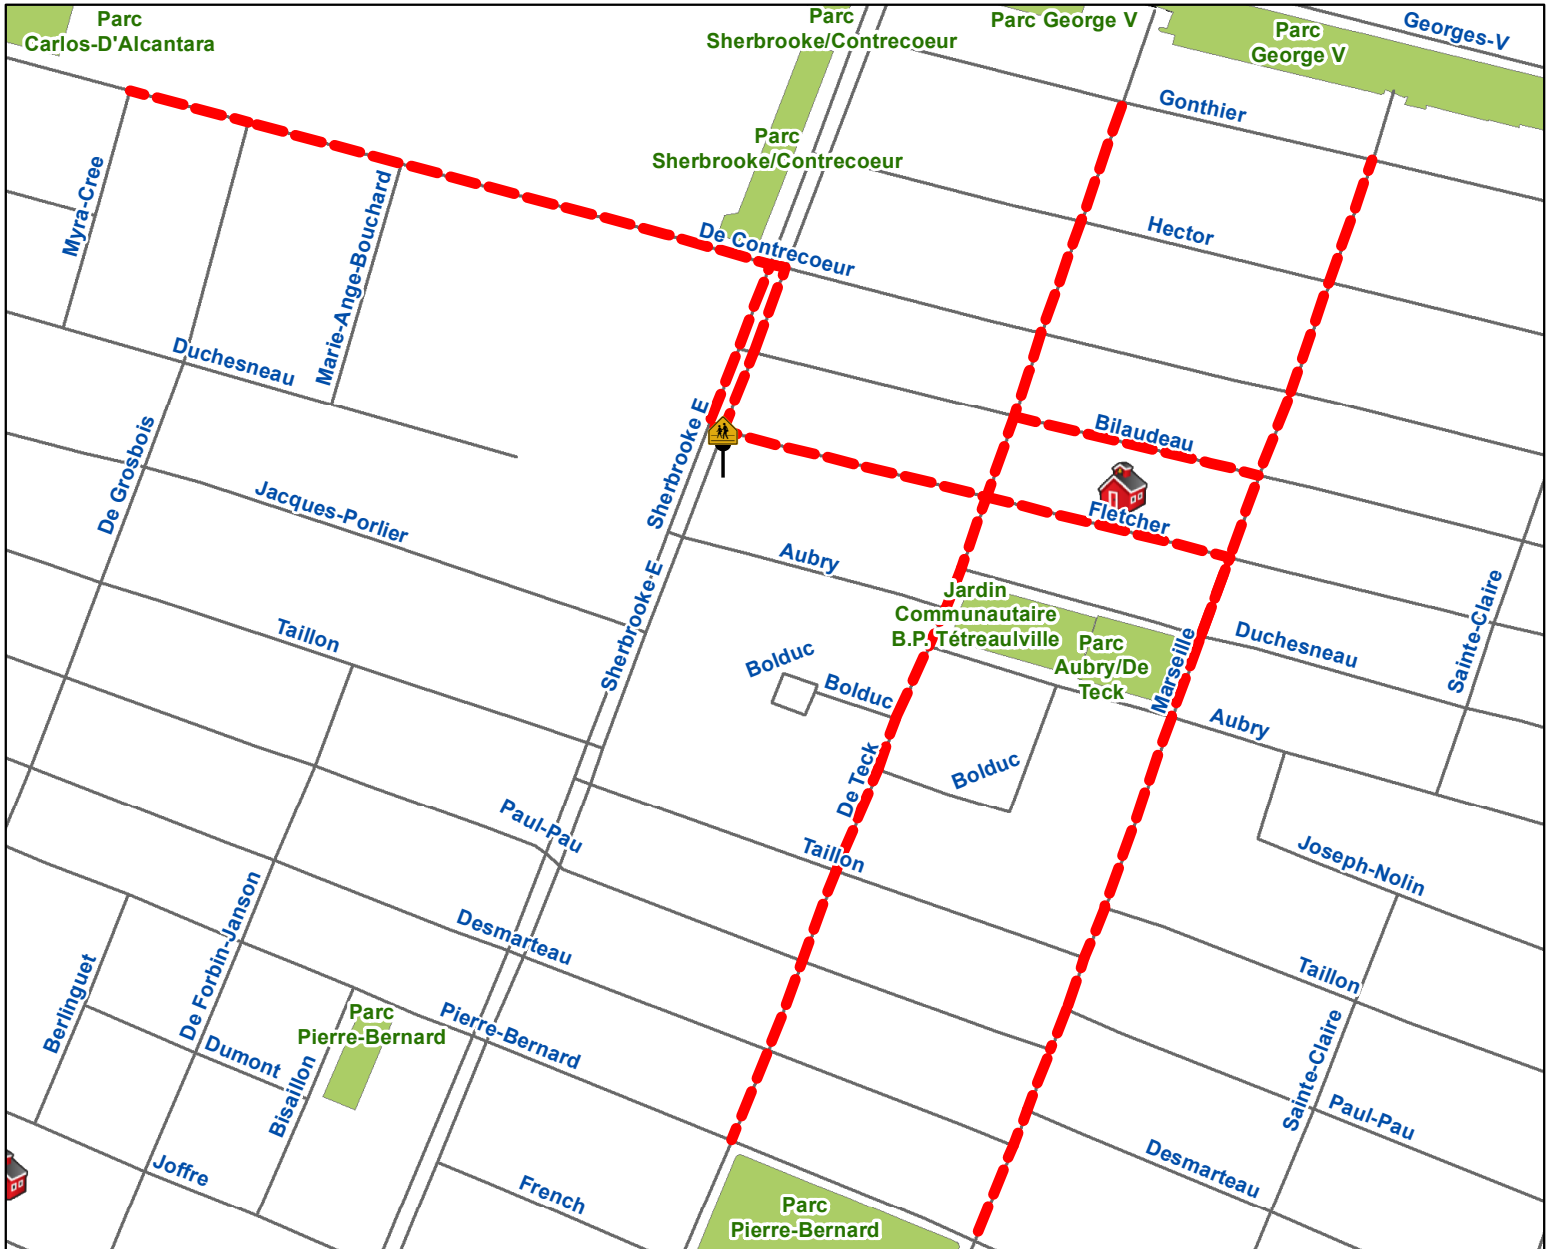 Parc
Carlos-D'Alcantara
Parc
Sherbrooke/Contrecoeur
Parc George V
Parc
George V
Georges-V
Gonthier
Parc
Sherbrooke/Contrecoeur
Myra-Cree
Marie-Ange-Bouchard
De Contrecoeur
Hector
Duchesneau
De Grosbois
Sherbrooke E
Bilaudeau
Jacques-Porlier
Fletcher
Aubry
Sherbrooke E
Jardin
Communautaire
B.P. Tétreaulville
Parc
Aubry/De
Teck
Marseille
Duchesneau
Sainte-Claire
Taillon
Bolduc
Bolduc
Aubry
De Teck
Bolduc
Paul-Pau
Taillon
Joseph-Nolin
De Forbin-Janson
Desmarteau
Taillon
Berlinguet
Parc
Pierre-Bernard
Pierre-Bernard
Dumont
Bisaillon
Sainte-Claire
Paul-Pau
Joffre
French
Desmarteau
Parc
Pierre-Bernard